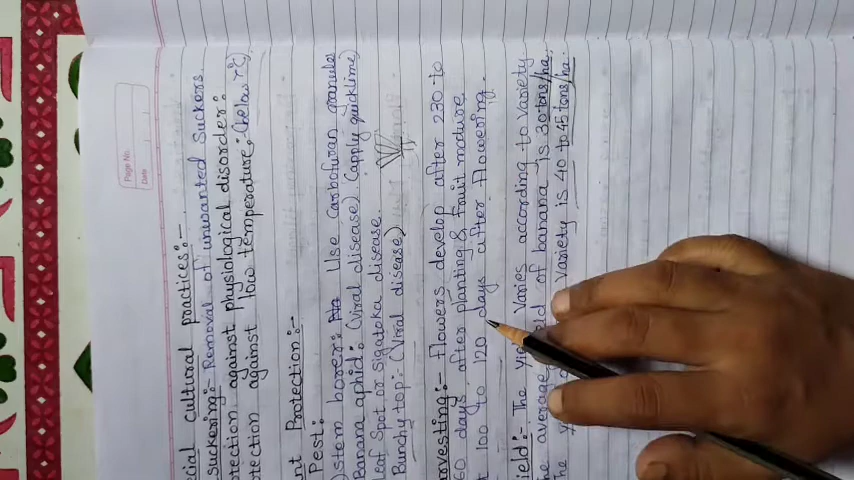 Page No.
Date
cial cultural practices:-
suckering:- Removal of unwanted suckers.
otection against physiological disorder:
otection against low temperature:(below 7°C)
nt Protection:-
Pest:
stem borer: Use carbofuran granules
Banana aphid: (viral disease) (apply quicklime)
leaf spot or sigatoka disease.
Bunchy top:- (Viral disease)
arvesting:- flowers develop after 230 to
60 days after planting & fruit mature
t 100 to 120 days after flowering.
ield:- The varies according to variety
he average of banana is 30 tons/ha.
The variety is 40 to 45 tons/ha.